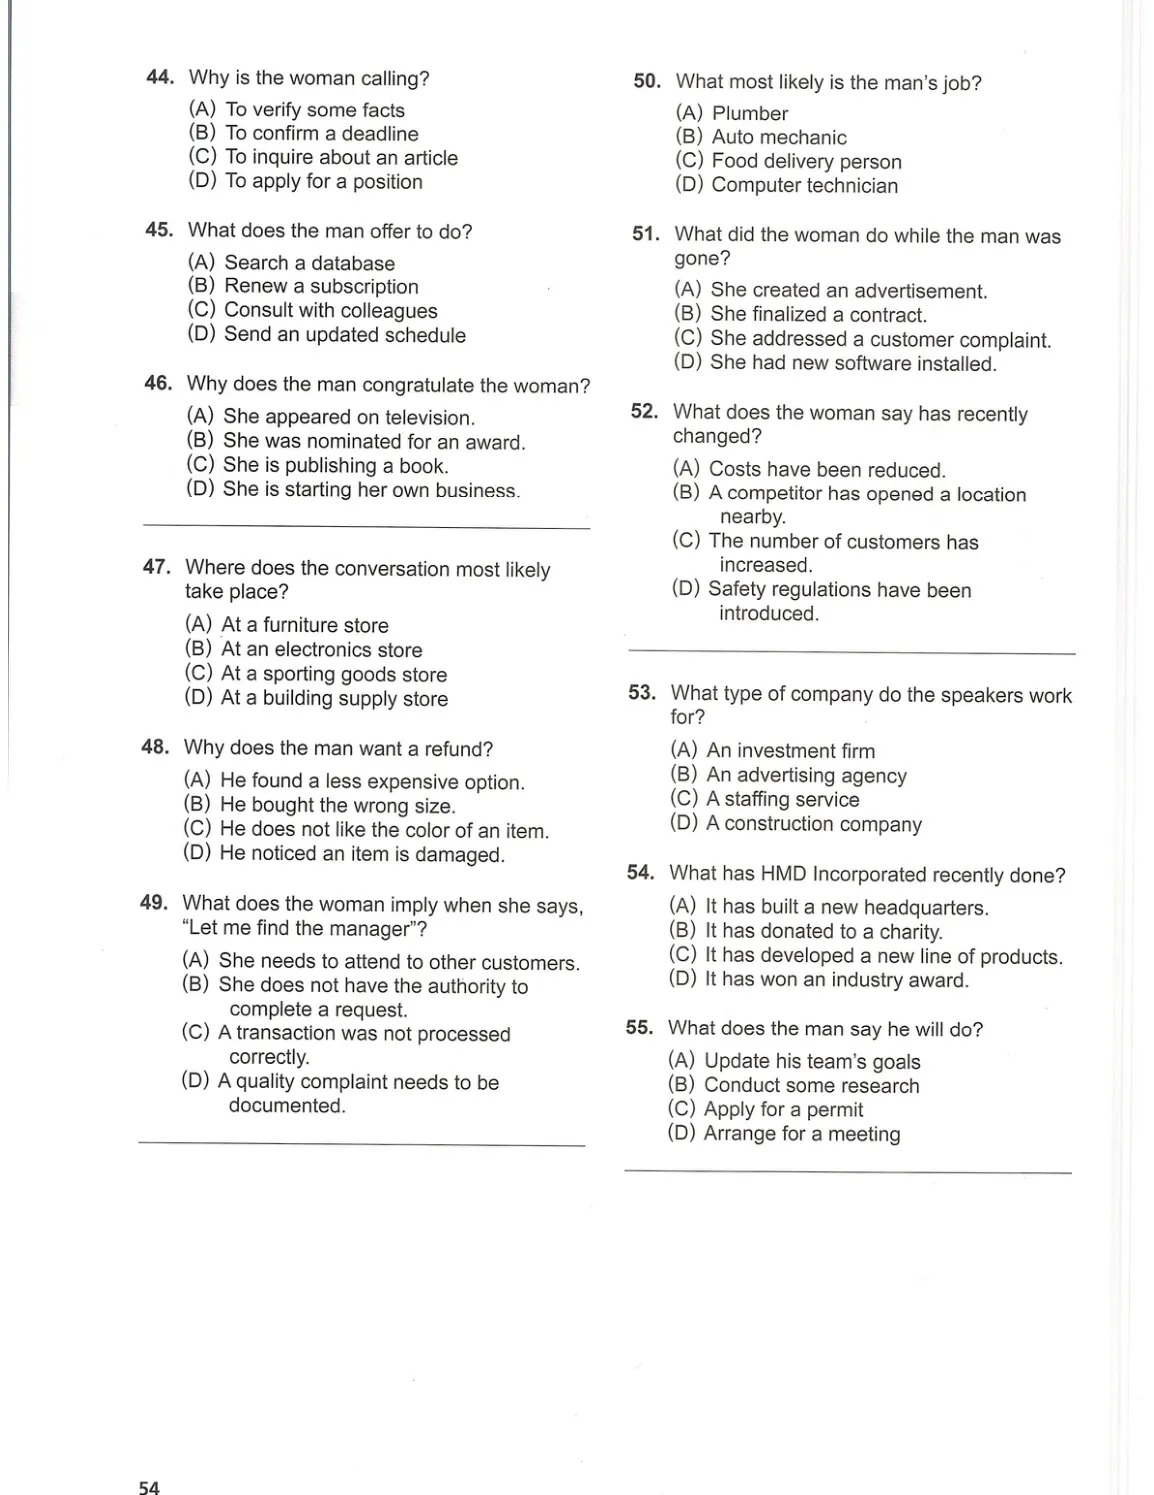 44. Why is the woman calling?
(A) To verify some facts
(B) To confirm a deadline
(C) To inquire about an article
(D) To apply for a position
45. What does the man offer to do?
(A) Search a database
(B) Renew a subscription
(C) Consult with colleagues
(D) Send an updated schedule
46. Why does the man congratulate the woman?
(A) She appeared on television.
(B) She was nominated for an award.
(C) She is publishing a book.
(D) She is starting her own business.
47. Where does the conversation most likely
take place?
(A) At a furniture store
(B) At an electronics store
(C) At a sporting goods store
(D) At a building supply store
48. Why does the man want a refund?
(A) He found a less expensive option.
(B) He bought the wrong size.
(C) He does not like the color of an item.
(D) He noticed an item is damaged.
49. What does the woman imply when she says,
“Let me find the manager”?
(A) She needs to attend to other customers.
(B) She does not have the authority to
complete a request.
(C) A transaction was not processed
correctly.
(D) A quality complaint needs to be
documented.
50. What most likely is the man's job?
(A) Plumber
(B) Auto mechanic
(C) Food delivery person
(D) Computer technician
51. What did the woman do while the man was
gone?
(A) She created an advertisement.
(B) She finalized a contract.
(C) She addressed a customer complaint.
(D) She had new software installed.
52. What does the woman say has recently
changed?
(A) Costs have been reduced.
(B) A competitor has opened a location
nearby.
(C) The number of customers has
increased.
(D) Safety regulations have been
introduced.
53. What type of company do the speakers work
for?
(A) An investment firm
(B) An advertising agency
(C) A staffing service
(D) A construction company
54. What has HMD Incorporated recently done?
(A) It has built a new headquarters.
(B) It has donated to a charity.
(C) It has developed a new line of products.
(D) It has won an industry award.
55. What does the man say he will do?
(A) Update his team's goals
(B) Conduct some research
(C) Apply for a permit
(D) Arrange for a meeting
54